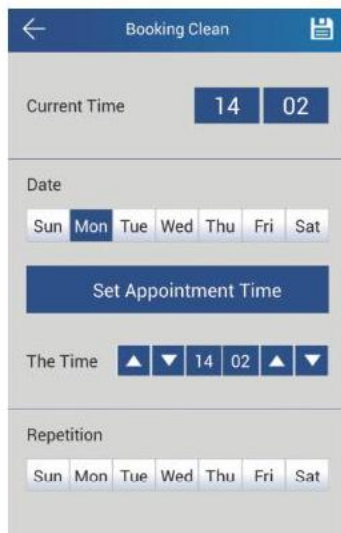 Booking Clean
Current Time 14 02
Date
Sun Mon Tue Wed Thu Fri Sat
Set Appointment Time
The Time 14 02
Repetition
Sun Mon Tue Wed Thu Fri Sat